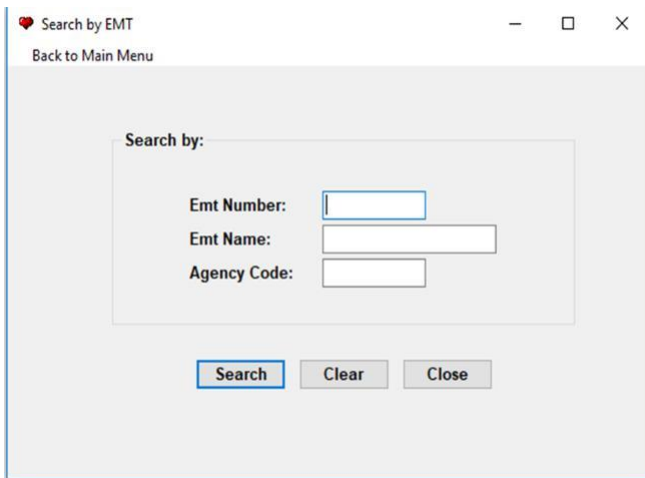 Search by EMT
Back to Main Menu
Search by:
Emt Number:
Emt Name:
Agency Code:
Search Clear Close